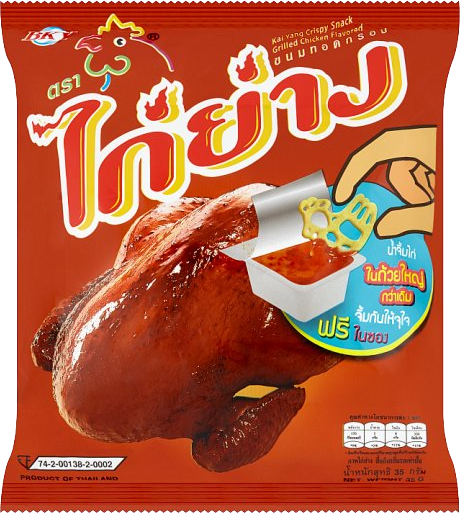 BKY
®
Kai Yang Crispy Snack
Grilled Chicken Flavored
ขนมทอดกรอบ
ตรา
ไก่ย่าง
น้ำจิ้มไก่
ในถ้วยใหญ่
กว่าเดิม
จิ้มกันให้จุใจ
ฟรี ในซอง
74-2-00138-2-0002
PRODUCT OF THAILAND
น้ำหนักสุทธิ 35 กรัม
NET WEIGHT 35 G